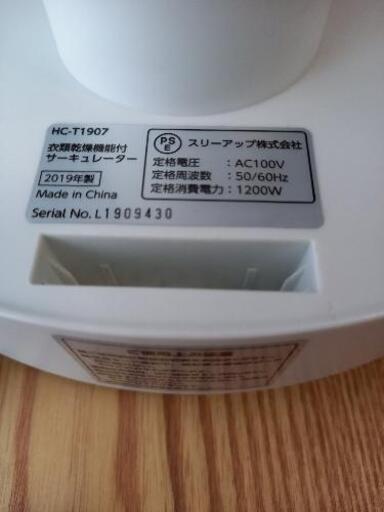 HC-T1907
衣類乾燥機能付
サーキュレーター
2019年製
Made in China
Serial No. L1909430
PS
E
スリーアップ株式会社
定格電圧：AC100V
定格周波数：50/60Hz
定格消費電力：1200W